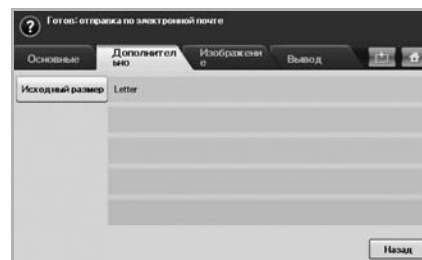 Готов: отправка по электронной почте
Основные
Дополнител
ьно
Изображени
е
Вывод
Исходный размер
Letter
Назад